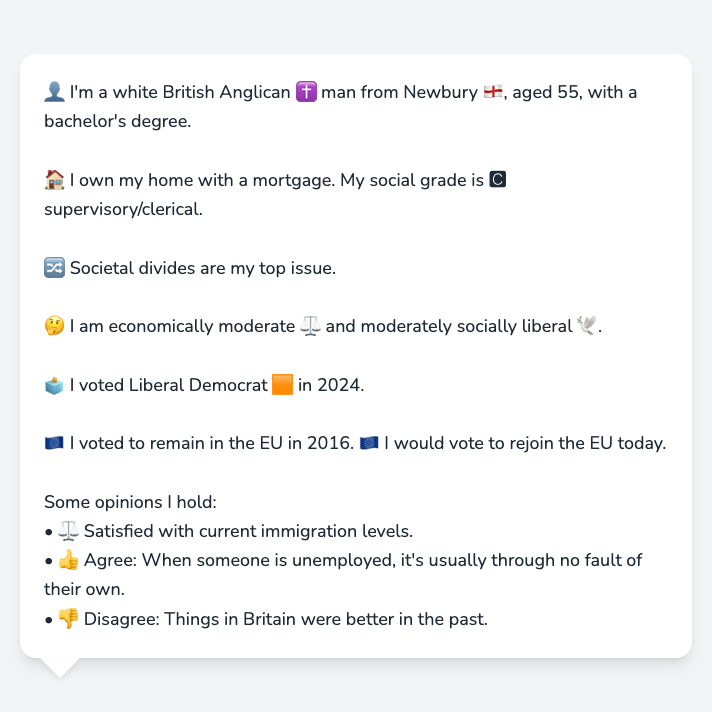 👤 I'm a white British Anglican ✝️ man from Newbury 🏴󠁧󠁢󠁥󠁮󠁧󠁿, aged 55, with a
bachelor's degree.
🏠 I own my home with a mortgage. My social grade is 🅲
supervisory/clerical.
🔀 Societal divides are my top issue.
🤔 I am economically moderate ⚖️ and moderately socially liberal 🕊️.
🗳️ I voted Liberal Democrat 🟧 in 2024.
🇪🇺 I voted to remain in the EU in 2016. 🇪🇺 I would vote to rejoin the EU today.
Some opinions I hold:
• ⚖️ Satisfied with current immigration levels.
• 👍 Agree: When someone is unemployed, it's usually through no fault of
their own.
• 👎 Disagree: Things in Britain were better in the past.